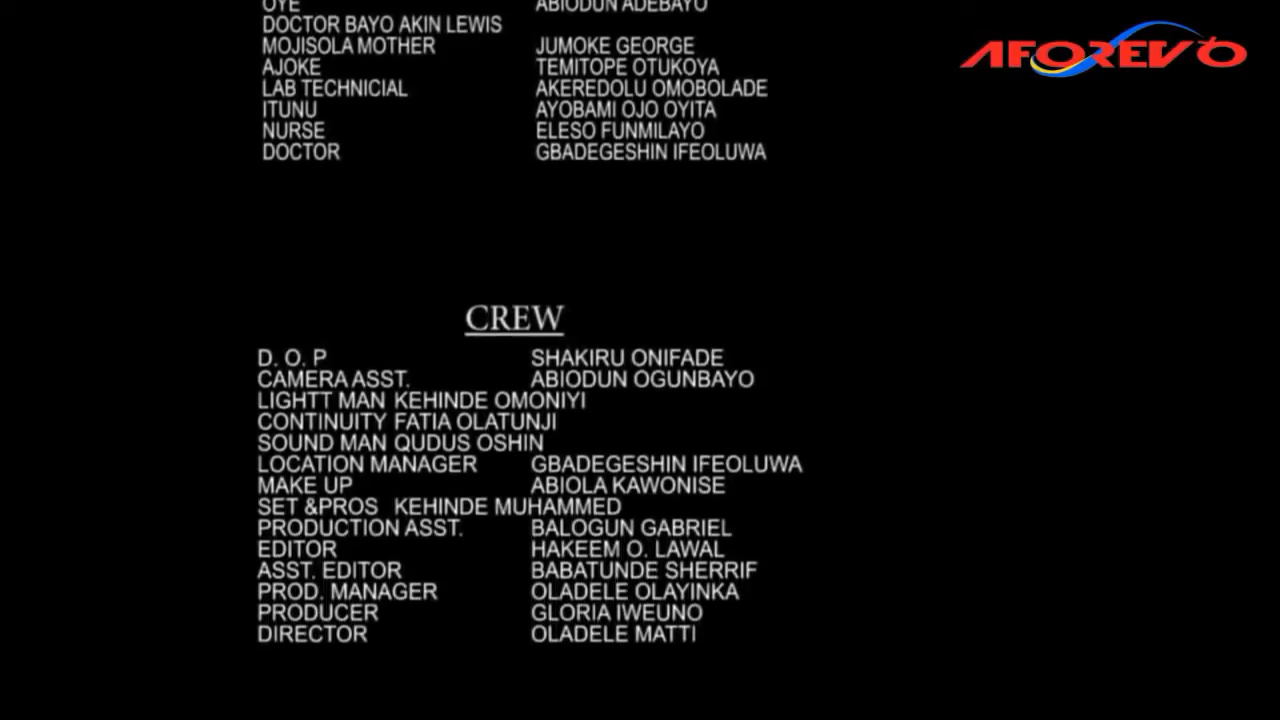 OYE ABIODUN ADEBAYO
DOCTOR BAYO AKIN LEWIS
MOJISOLA MOTHER JUMOKE GEORGE
AJOKE TEMITOPE OTUKOYA
LAB TECHNICIAL AKEREDOLU OMOBOLADE
ITUNU AYOBAMI OJO OYITA
NURSE ELESO FUNMILAYO
DOCTOR GBADEGESHIN IFEOLUWA
AFOREVO
CREW
D. O. P SHAKIRU ONIFADE
CAMERA ASST. ABIODUN OGUNBAYO
LIGHTT MAN KEHINDE OMONIYI
CONTINUITY FATIA OLATUNJI
SOUND MAN QUDUS OSHIN
LOCATION MANAGER GBADEGESHIN IFEOLUWA
MAKE UP ABIOLA KAWONISE
SET &PROS KEHINDE MUHAMMED
PRODUCTION ASST. BALOGUN GABRIEL
EDITOR HAKEEM O. LAWAL
ASST. EDITOR BABATUNDE SHERRIF
PROD. MANAGER OLADELE OLAYINKA
PRODUCER GLORIA IWEUNO
DIRECTOR OLADELE MATTI